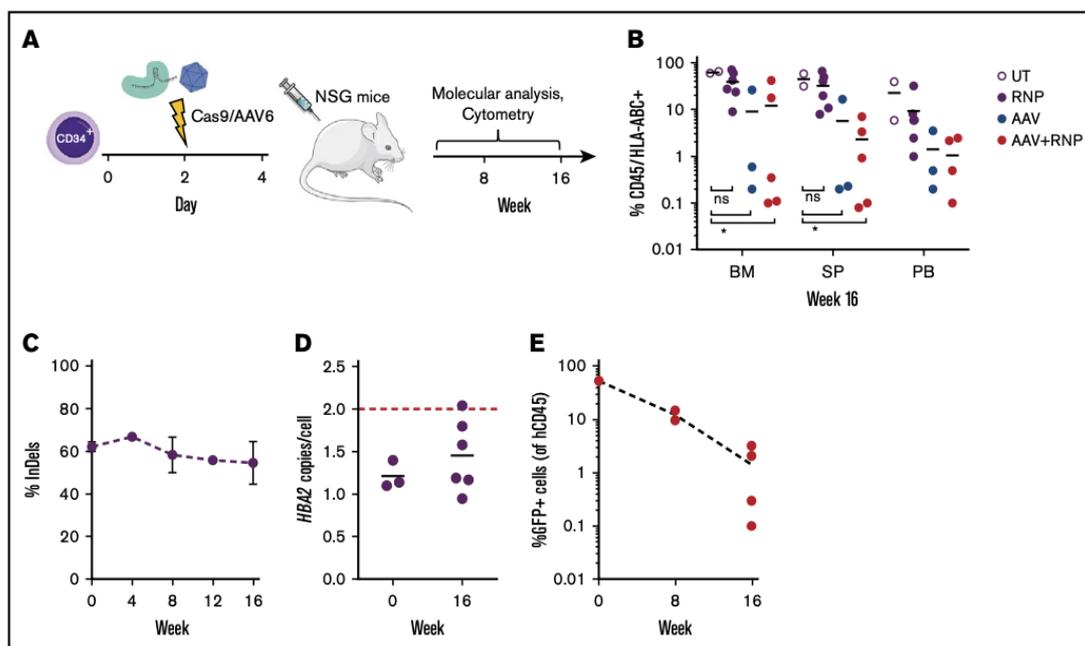 A
CD34+
Cas9/AAV6
0 2 4
Day
NSG mice
Molecular analysis,
Cytometry
8 16
Week
B
% CD45/HLA-ABC+
100
10
1
0.1
0.01
ns
*
ns
*
BM SP PB
Week 16
UT
RNP
AAV
AAV+RNP
C
% InDels
100
80
60
40
20
0
0 4 8 12 16
Week
D
HBA2 copies/cell
2.5
2.0
1.5
1.0
0.5
0.0
0 16
Week
E
%GFP+ cells (of hCD45)
100
10
1
0.1
0.01
0 8 16
Week